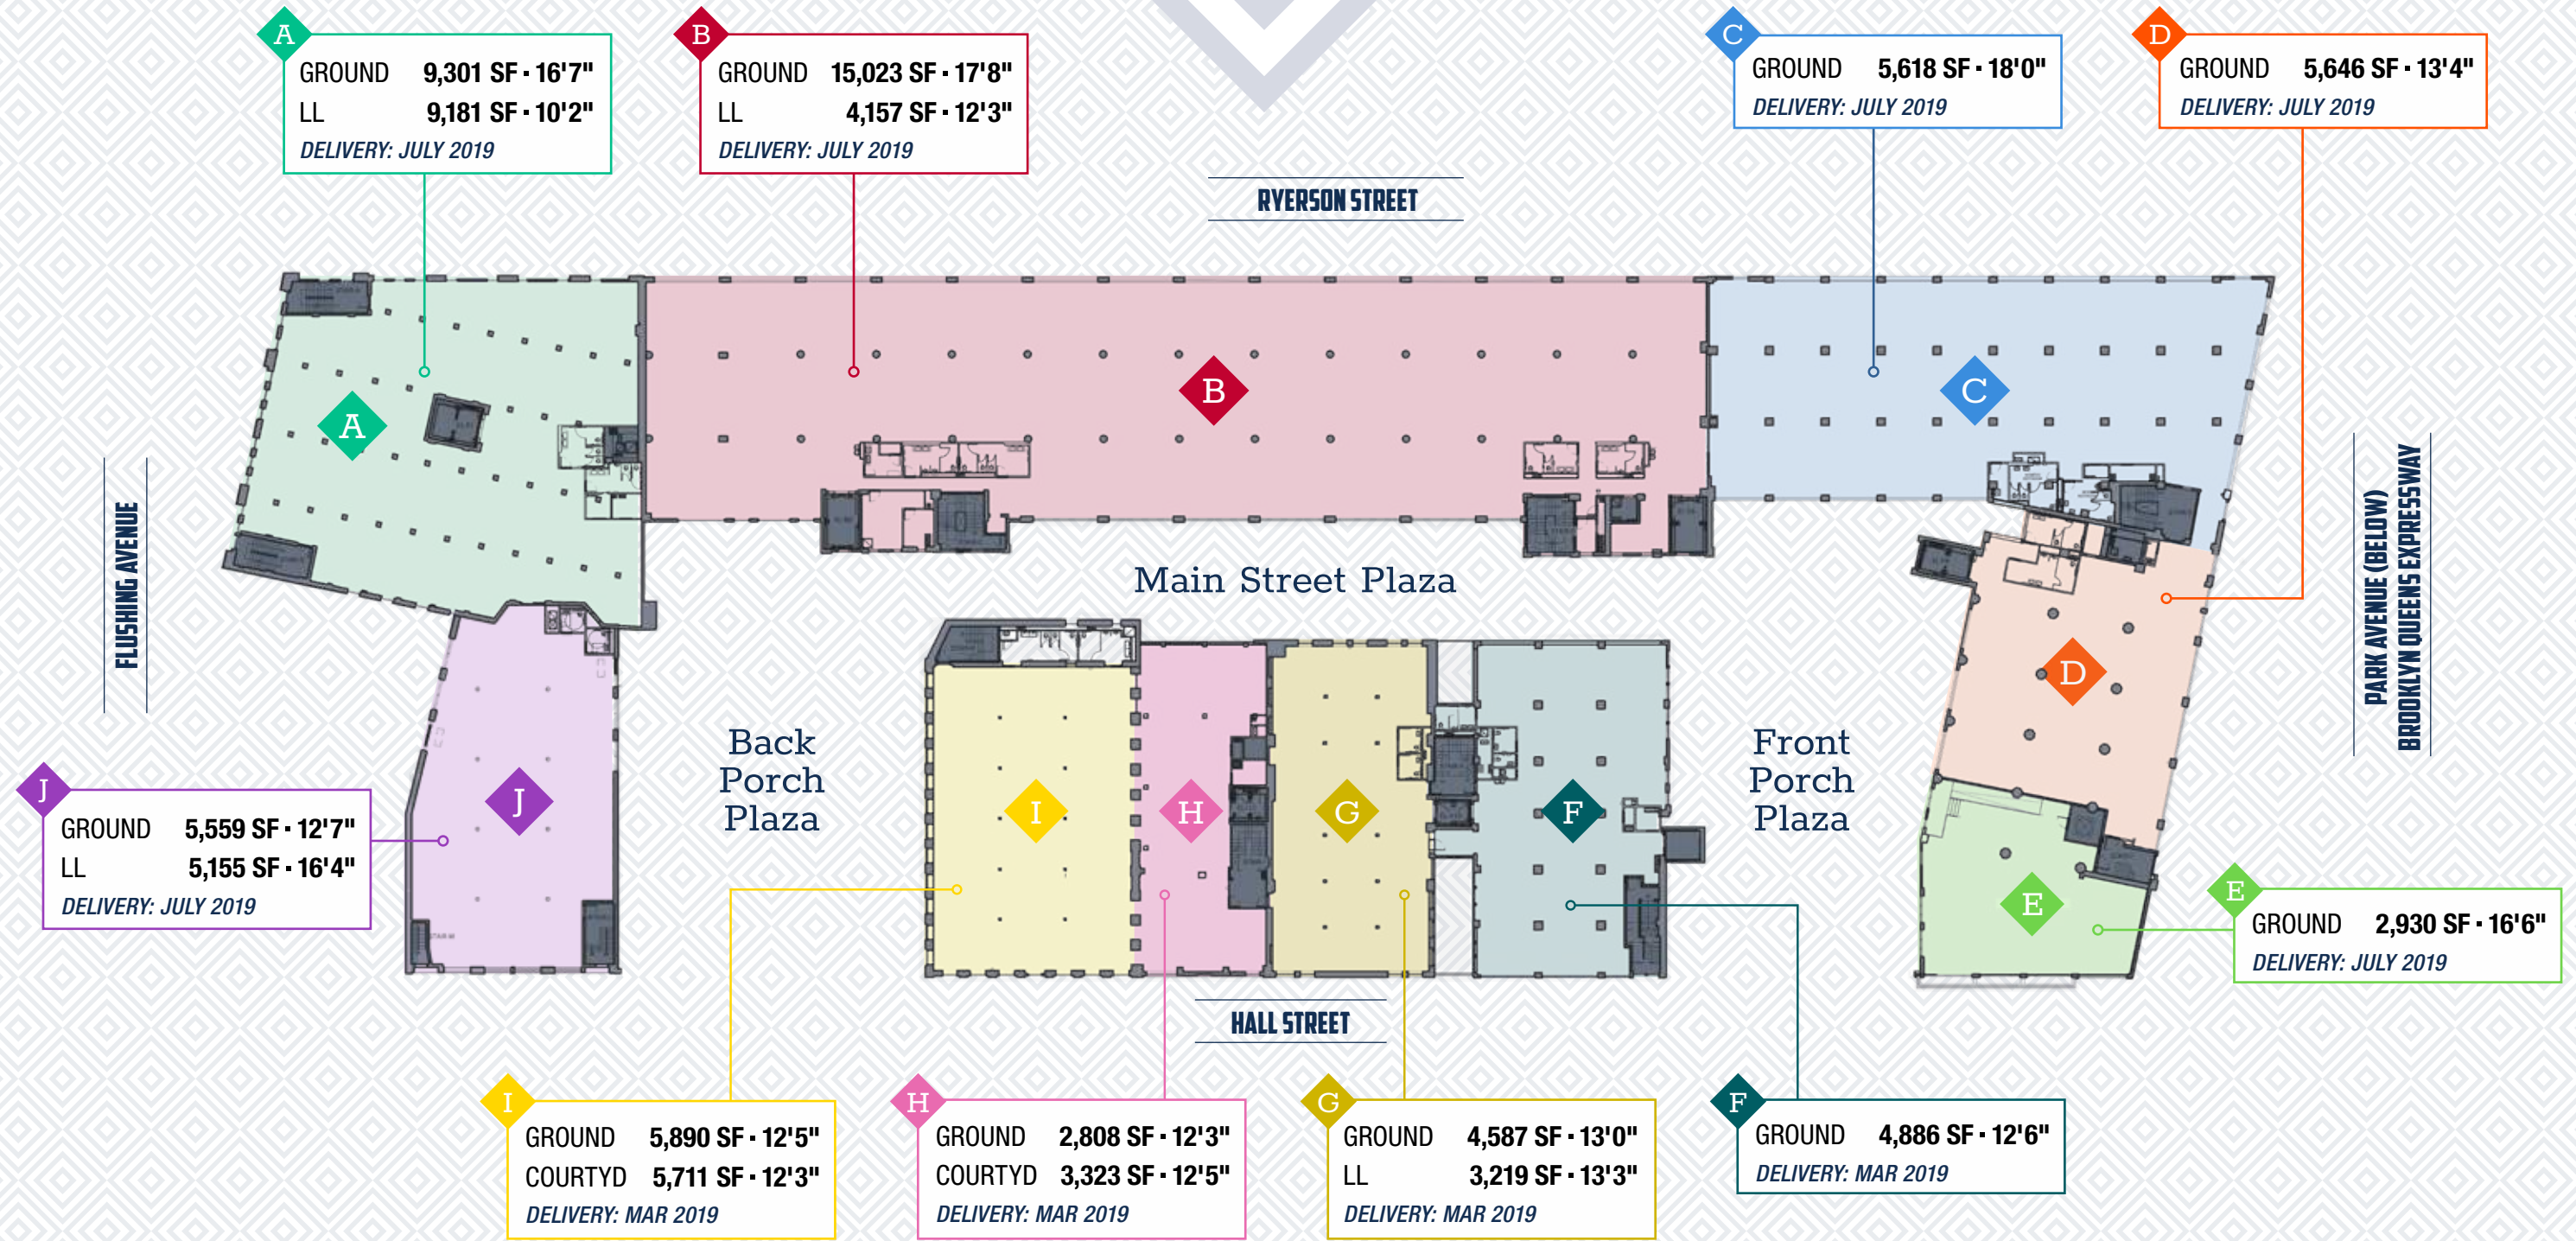 A
GROUND 9,301 SF · 16'7"
LL 9,181 SF · 10'2"
DELIVERY: JULY 2019
B
GROUND 15,023 SF · 17'8"
LL 4,157 SF · 12'3"
DELIVERY: JULY 2019
C
GROUND 5,618 SF · 18'0"
DELIVERY: JULY 2019
D
GROUND 5,646 SF · 13'4"
DELIVERY: JULY 2019
RYERSON STREET
A
B
C
FLUSHING AVENUE
Main Street Plaza
PARK AVENUE (BELOW)
BROOKLYN QUEENS EXPRESSWAY
D
Back
Porch
Plaza
Front
Porch
Plaza
J
I
H
G
F
E
J
GROUND 5,559 SF · 12'7"
LL 5,155 SF · 16'4"
DELIVERY: JULY 2019
STAIR M
E
GROUND 2,930 SF · 16'6"
DELIVERY: JULY 2019
HALL STREET
I
GROUND 5,890 SF · 12'5"
COURTYD 5,711 SF · 12'3"
DELIVERY: MAR 2019
H
GROUND 2,808 SF · 12'3"
COURTYD 3,323 SF · 12'5"
DELIVERY: MAR 2019
G
GROUND 4,587 SF · 13'0"
LL 3,219 SF · 13'3"
DELIVERY: MAR 2019
F
GROUND 4,886 SF · 12'6"
DELIVERY: MAR 2019